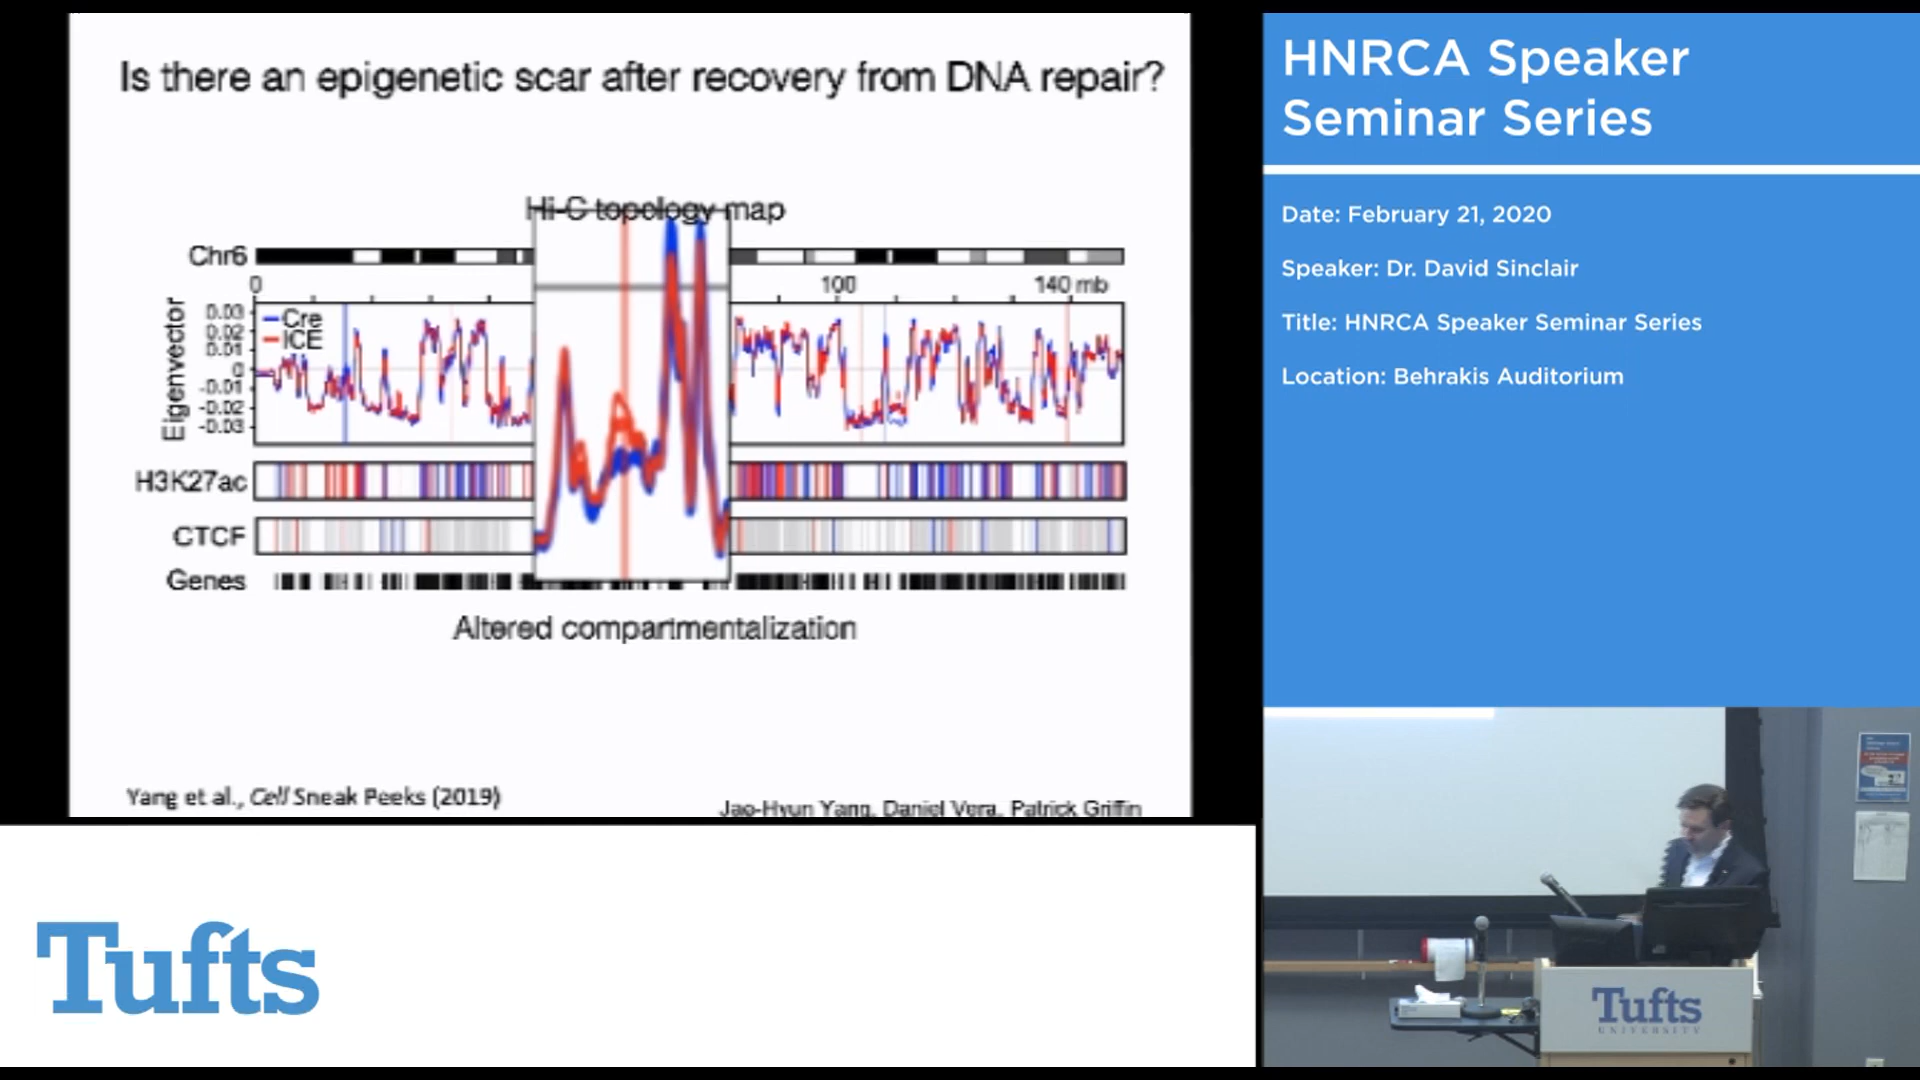 Is there an epigenetic scar after recovery from DNA repair?
Hi-C topology map
Chr6
0
100
140 mb
Eigenvector
0.03
0.02
0.01
0
-0.01
-0.02
-0.03
Cre
ICE
H3K27ac
CTCF
Genes
Altered compartmentalization
Yang et al., Cell Sneak Peeks (2019)
Jae-Hyun Yang, Daniel Vera, Patrick Griffin
HNRCA Speaker
Seminar Series
Date: February 21, 2020
Speaker: Dr. David Sinclair
Title: HNRCA Speaker Seminar Series
Location: Behrakis Auditorium
Tufts
Tufts
UNIVERSITY